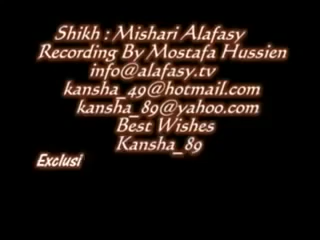 Shikh : Mishari Alafasy
Recording By Mostafa Hussien
info@alafasy.tv
kansha_49@hotmail.com
kansha_89@yahoo.com
Best Wishes
Kansha_89
Exclusi